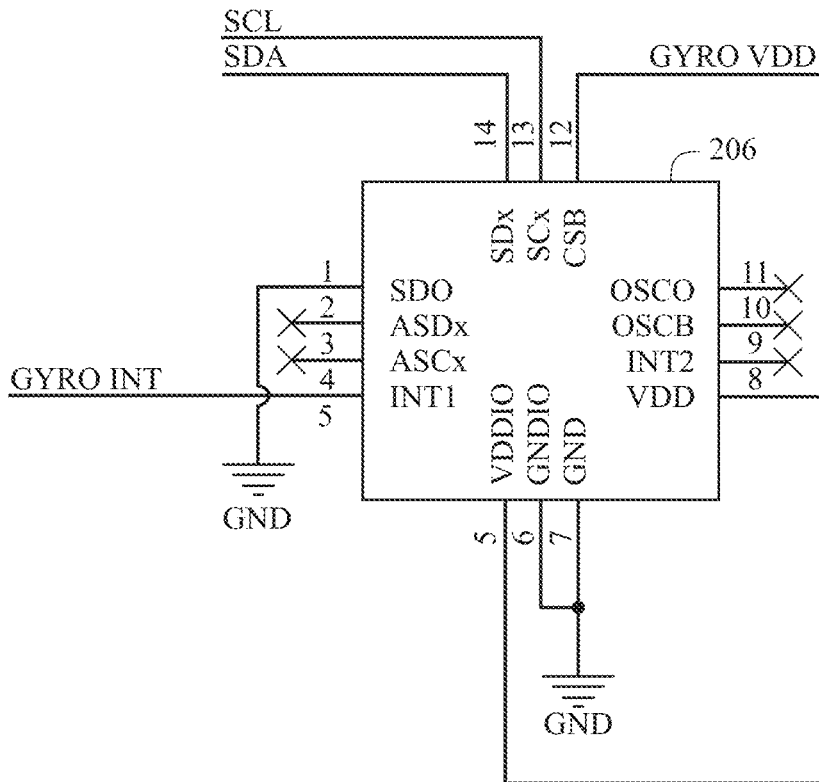 SCL
SDA
GYRO VDD
14
13
12
206
SDx
SCx
CSB
1
SDO
OSCO
11
2
ASDx
OSCB
10
3
ASCx
INT2
9
GYRO INT
4
INT1
VDD
8
5
VDDIO
GNDIO
GND
GND
5
6
7
GND